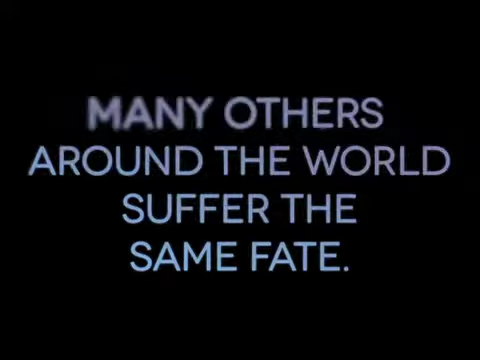 MANY OTHERS
AROUND THE WORLD
SUFFER THE
SAME FATE.